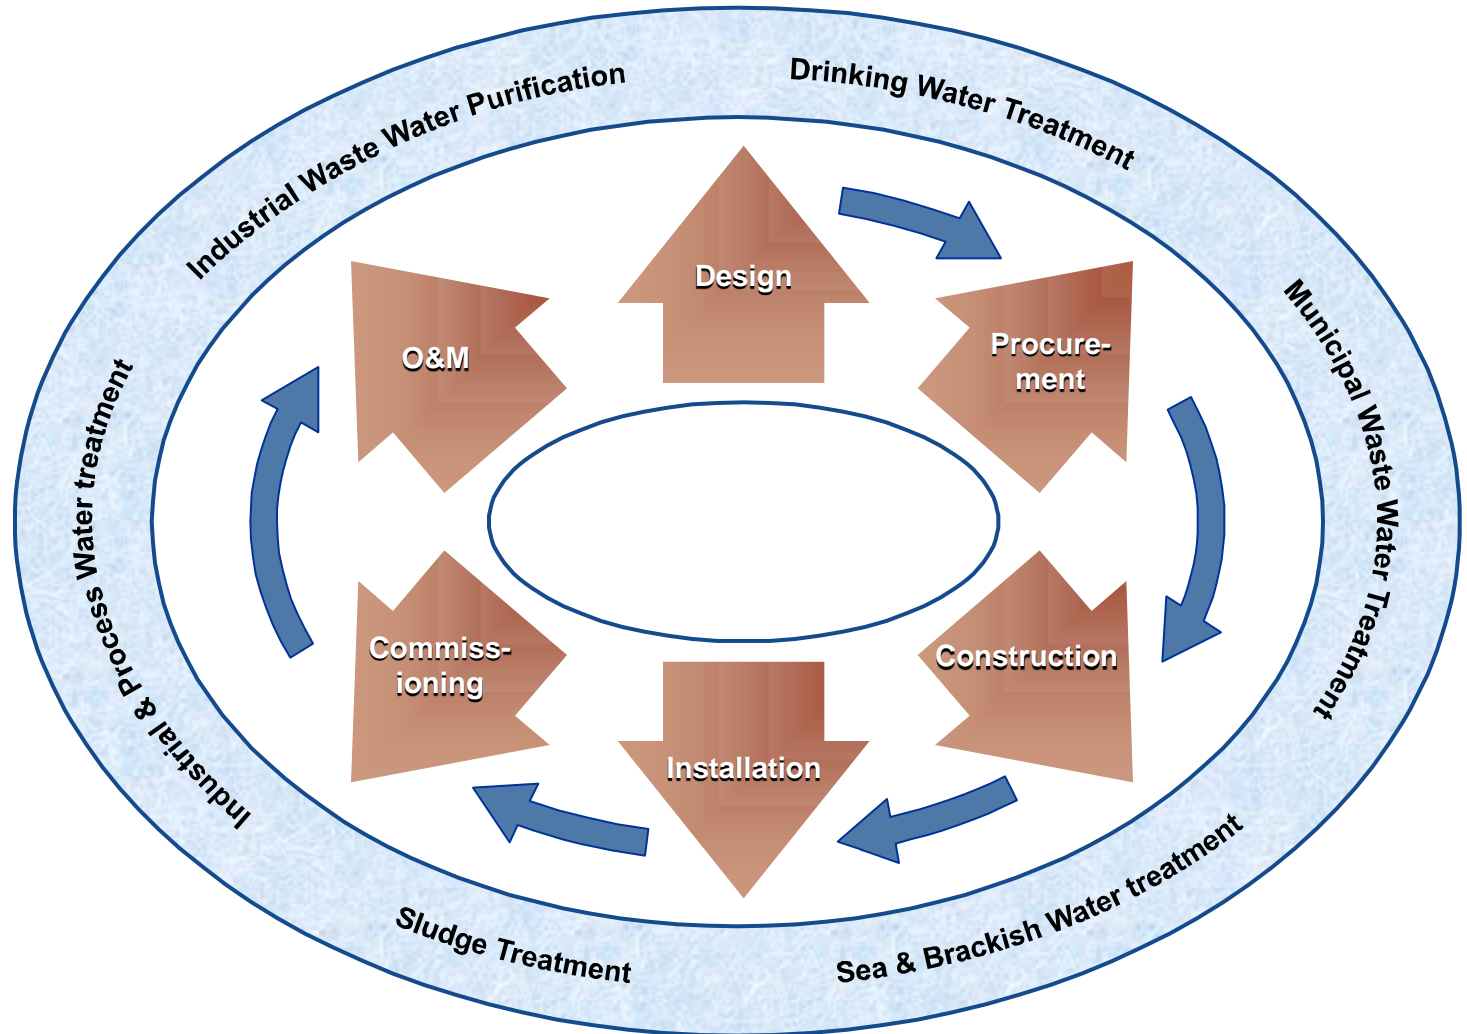 Industrial Waste Water Purification
Drinking Water Treatment
Municipal Waste Water Treatment
Sea & Brackish Water treatment
Sludge Treatment
Industrial & Process Water treatment
Design
Procure-
ment
Construction
Installation
Commiss-
ioning
O&M